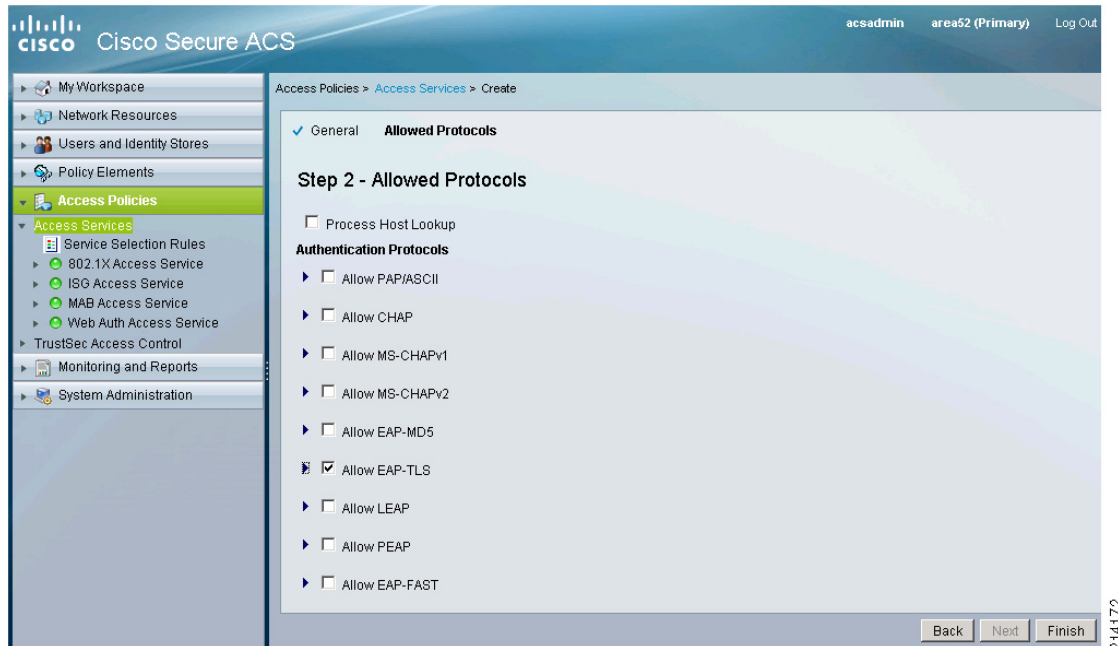 CISCO Cisco Secure ACS
acsadmin area52 (Primary) Log Out
My Workspace
Network Resources
Users and Identity Stores
Policy Elements
Access Policies
Access Services
Service Selection Rules
802.1X Access Service
ISG Access Service
MAB Access Service
Web Auth Access Service
TrustSec Access Control
Monitoring and Reports
System Administration
Access Policies > Access Services > Create
General Allowed Protocols
Step 2 - Allowed Protocols
Process Host Lookup
Authentication Protocols
Allow PAP/ASCII
Allow CHAP
Allow MS-CHAPv1
Allow MS-CHAPv2
Allow EAP-MD5
Allow EAP-TLS
Allow LEAP
Allow PEAP
Allow EAP-FAST
Back Next Finish